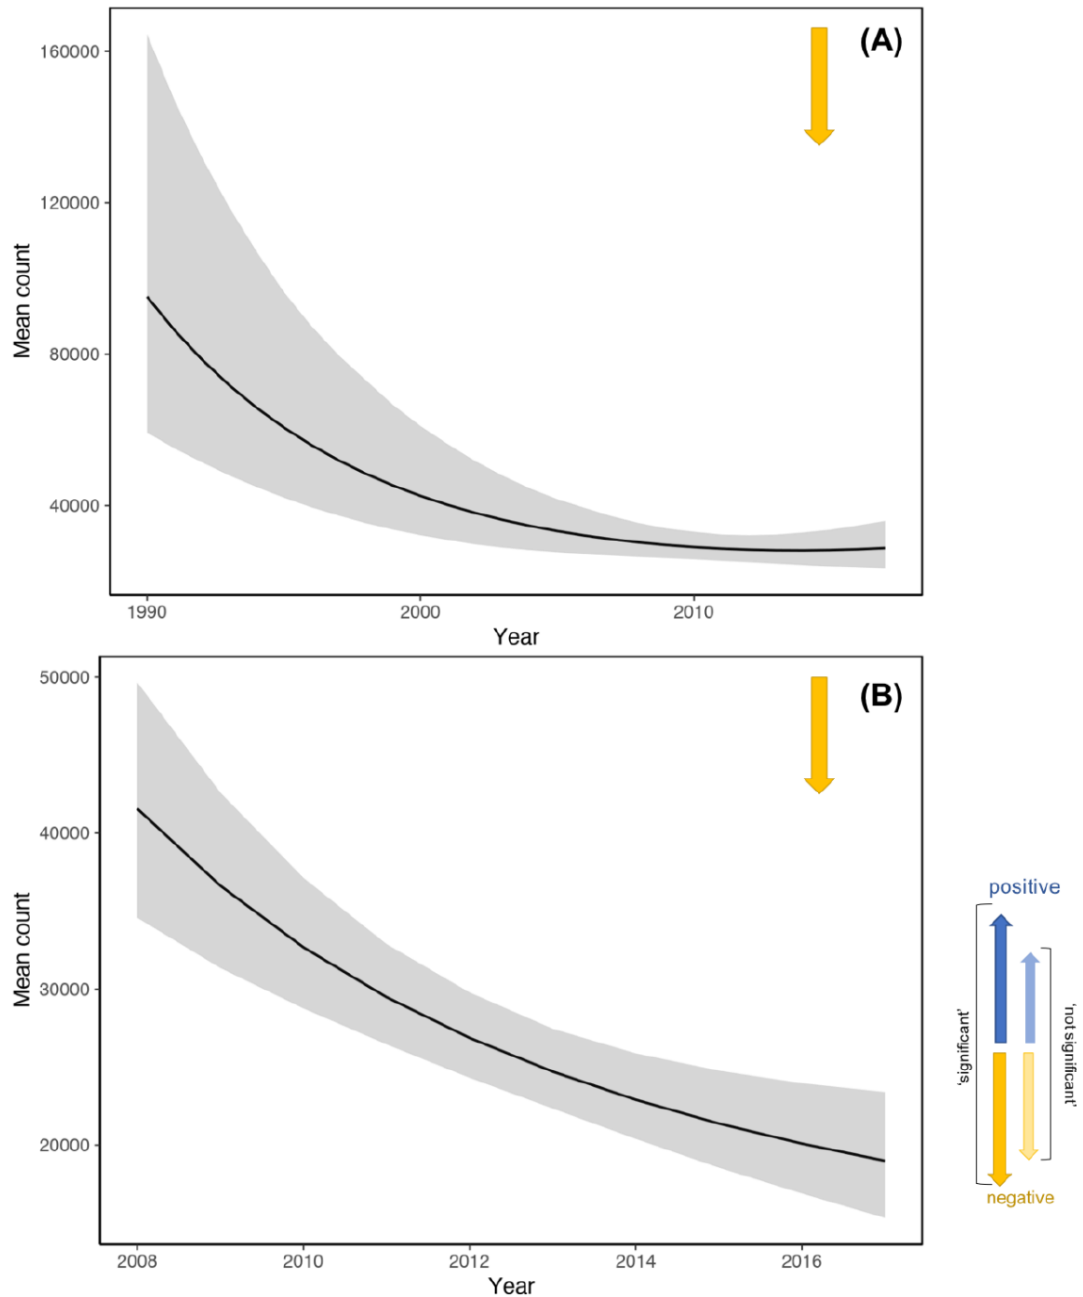 (A)
160000
120000
80000
40000
Mean count
1990
2000
2010
Year
(B)
50000
40000
30000
20000
Mean count
2008
2010
2012
2014
2016
Year
positive
'significant'
'not significant'
negative